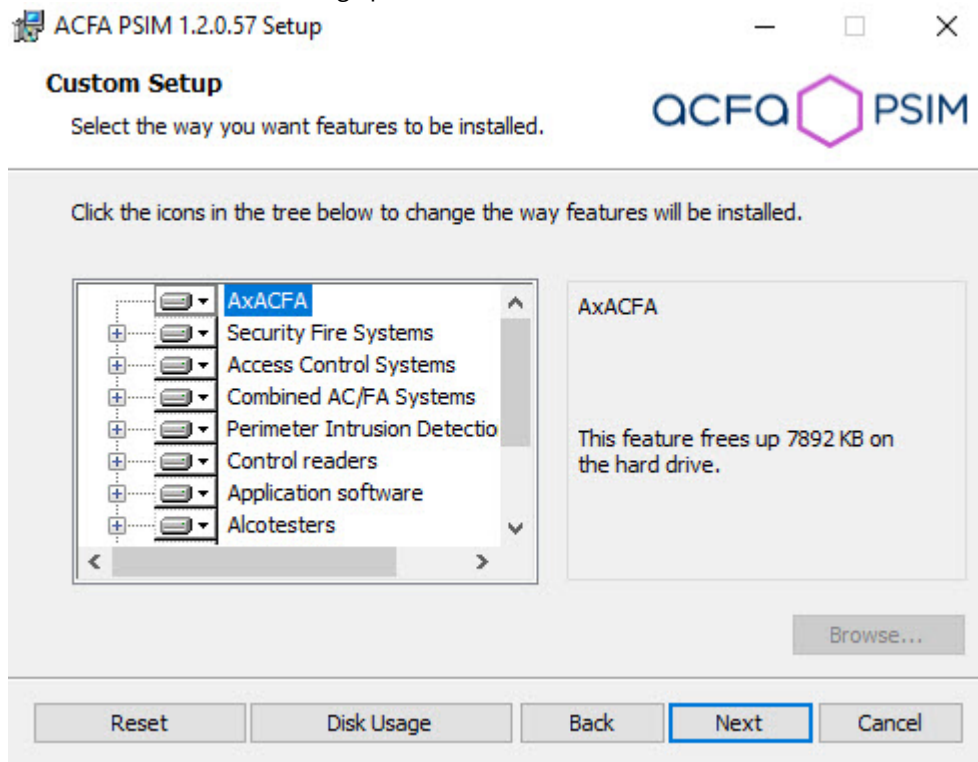 ACFA PSIM 1.2.0.57 Setup
Custom Setup
Select the way you want features to be installed.
acfa PSIM
Click the icons in the tree below to change the way features will be installed.
AxACFA
Security Fire Systems
Access Control Systems
Combined AC/FA Systems
Perimeter Intrusion Detectio
Control readers
Application software
Alcotesters
AxACFA
This feature frees up 7892 KB on
the hard drive.
Browse...
Reset
Disk Usage
Back
Next
Cancel